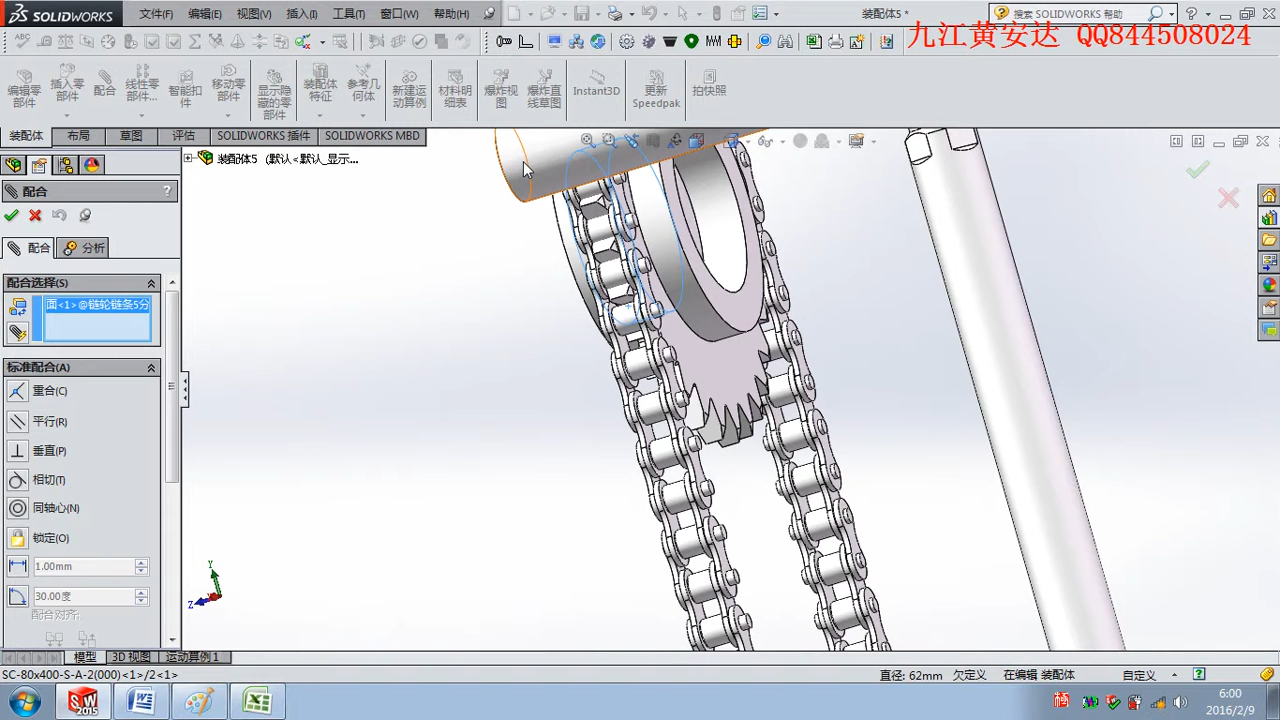 SOLIDWORKS 文件(F) 编辑(E) 视图(V) 插入(I) 工具(T) 窗口(W) 帮助(H) 装配体5 * 搜索 SOLIDWORKS 帮助
九江黄安达 QQ844508024
编辑零部件 插入零部件 配合 线性零部件... 智能扣件 移动零部件 显示隐藏的零部件 装配体特征 参考几何体 新建运动算例 材料明细表 爆炸视图 爆炸直线草图 Instant3D 更新 Speedpak 拍快照
装配体 布局 草图 评估 SOLIDWORKS 插件 SOLIDWORKS MBD
装配体5 (默认<默认_显示...
配合 ?
配合 分析
配合选择(S)
面<1>@链轮链条5分
标准配合(A)
重合(C)
平行(R)
垂直(P)
相切(T)
同轴心(N)
锁定(O)
1.00mm
30.00度
配合对齐:
Y
Z
模型 3D 视图 运动算例 1
SC-80x400-S-A-2(000)<1>/2<1> 直径: 62mm 欠定义 在编辑 装配体 自定义
SW 2015
6:00
2016/2/9